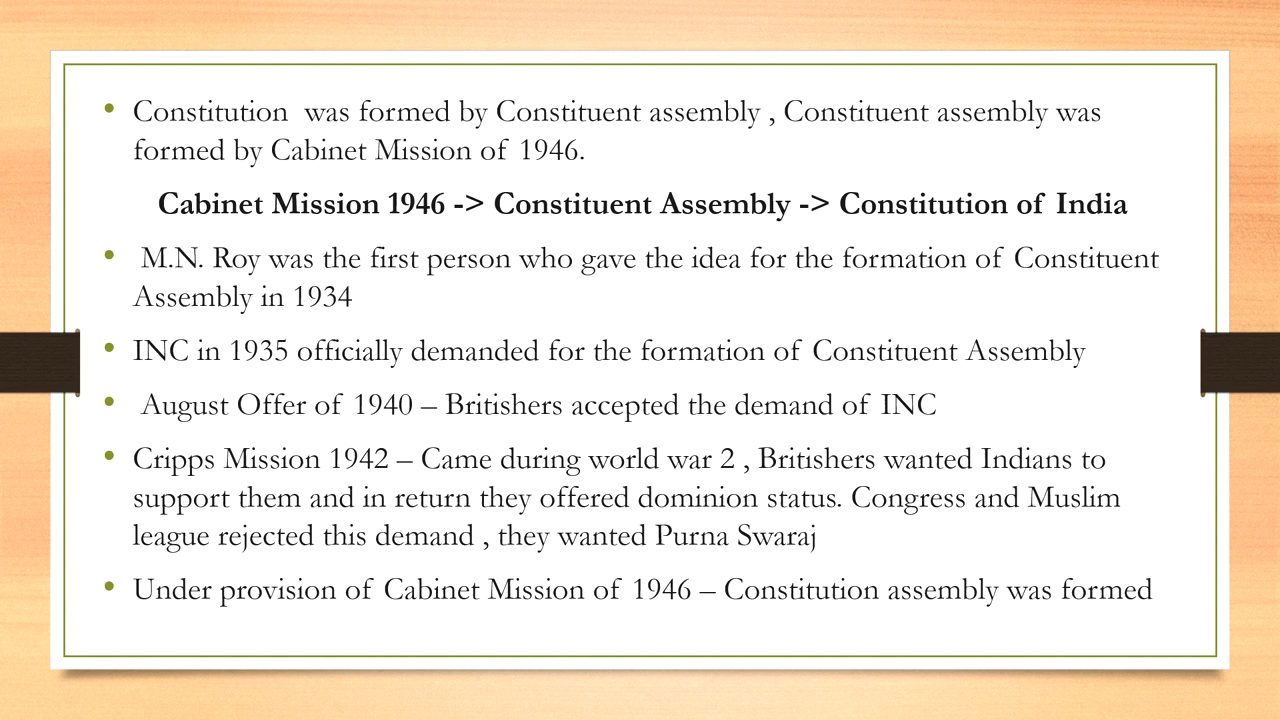 • Constitution  was formed by Constituent assembly , Constituent assembly was
formed by Cabinet Mission of 1946.
Cabinet Mission 1946 -> Constituent Assembly -> Constitution of India
• M.N. Roy was the first person who gave the idea for the formation of Constituent
Assembly in 1934
• INC in 1935 officially demanded for the formation of Constituent Assembly
• August Offer of 1940 – Britishers accepted the demand of INC
• Cripps Mission 1942 – Came during world war 2 , Britishers wanted Indians to
support them and in return they offered dominion status. Congress and Muslim
league rejected this demand , they wanted Purna Swaraj
• Under provision of Cabinet Mission of 1946 – Constitution assembly was formed